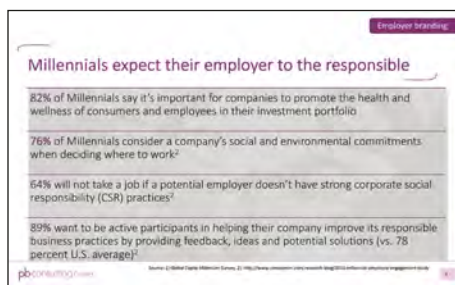 Employer branding
Millennials expect their employer to the responsible
82% of Millennials say it's important for companies to promote the health and
wellness of consumers and employees in their investment portfolio
76% of Millennials consider a company's social and environmental commitments
when deciding where to work²
64% will not take a job if a potential employer doesn't have strong corporate social
responsibility (CSR) practices²
89% want to be active participants in helping their company improve its responsible
business practices by providing feedback, ideas and potential solutions (vs. 78
percent U.S. average)²
pbconsulting